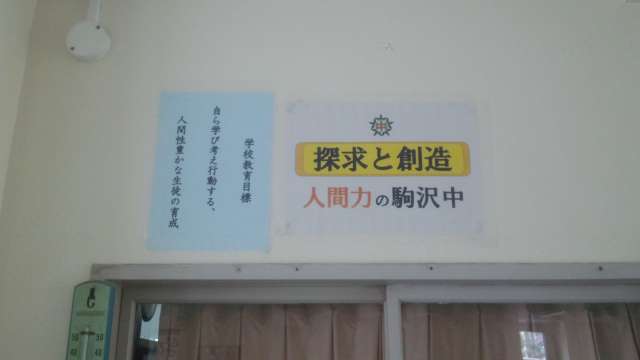 学校教育目標
自ら学び考え行動する、
人間性豊かな生徒の育成
探求と創造
人間力の駒沢中